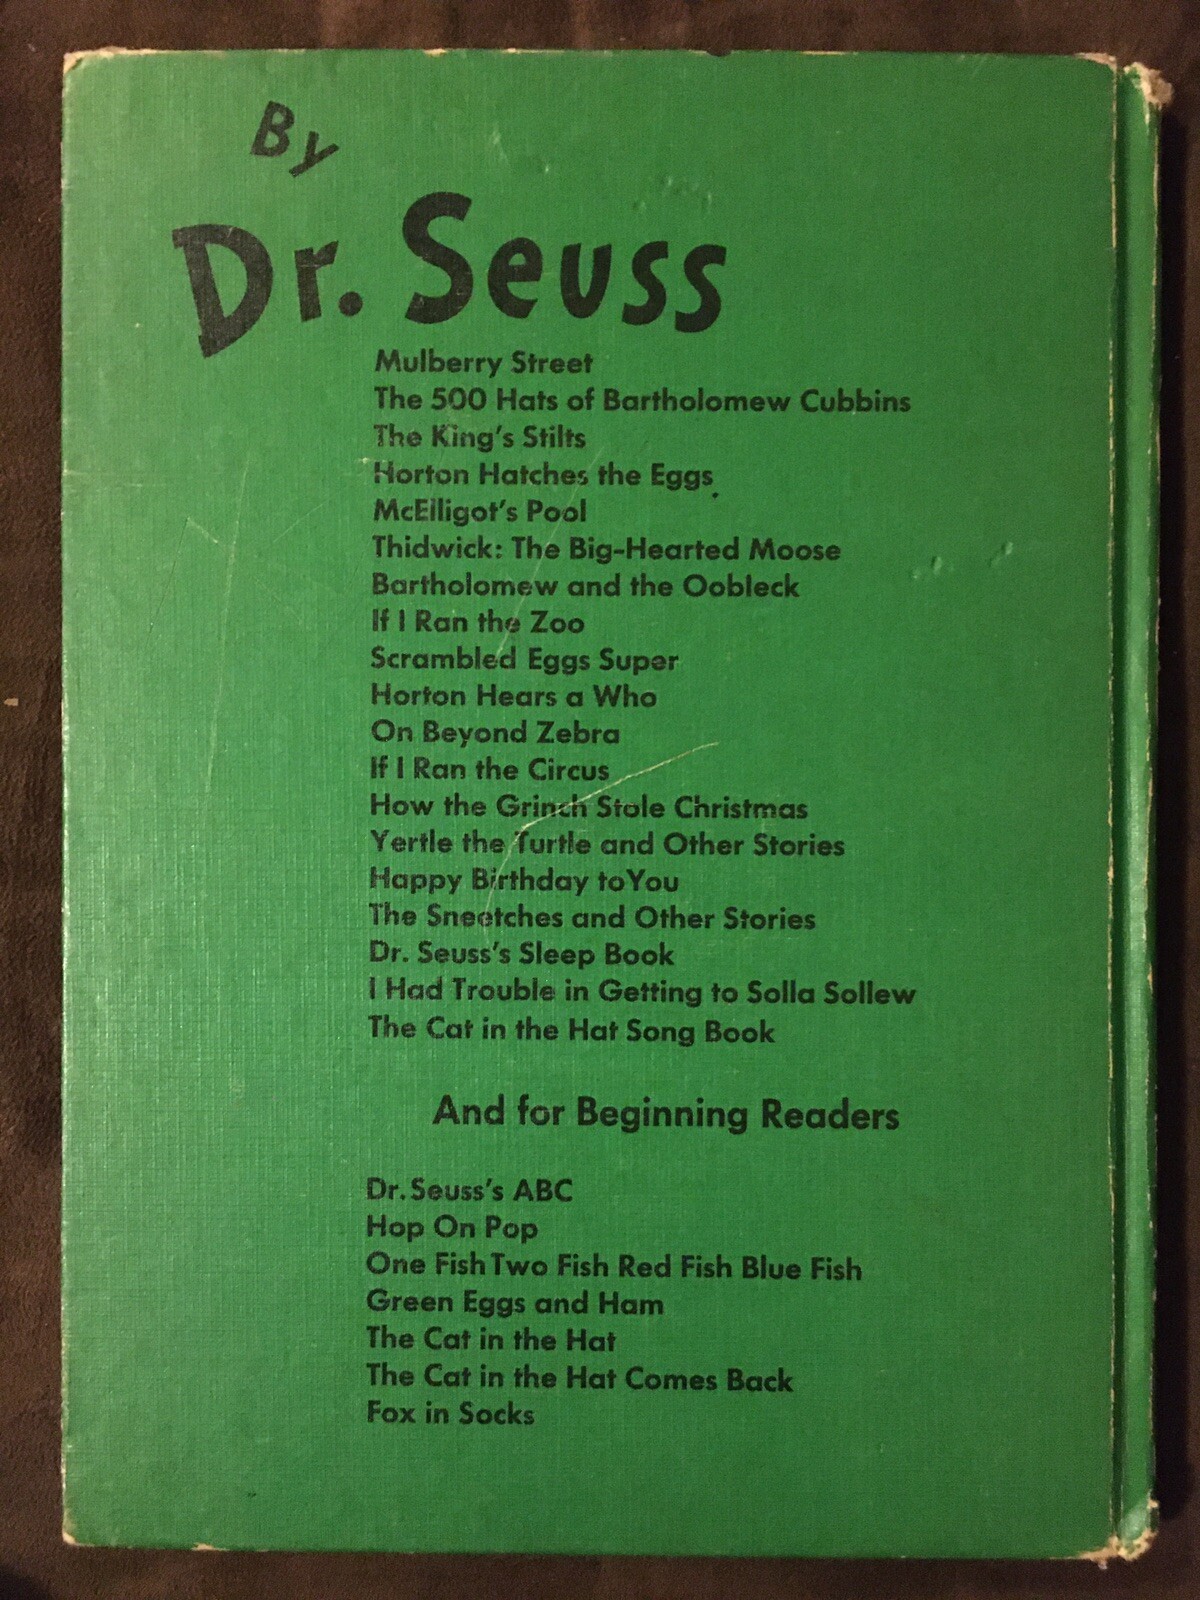 By
Dr. Seuss
Mulberry Street
The 500 Hats of Bartholomew Cubbins
The King's Stilts
Horton Hatches the Eggs
McElligot's Pool
Thidwick: The Big-Hearted Moose
Bartholomew and the Oobleck
If I Ran the Zoo
Scrambled Eggs Super
Horton Hears a Who
On Beyond Zebra
If I Ran the Circus
How the Grinch Stole Christmas
Yertle the Turtle and Other Stories
Happy Birthday toYou
The Sneetches and Other Stories
Dr. Seuss's Sleep Book
I Had Trouble in Getting to Solla Sollew
The Cat in the Hat Song Book
And for Beginning Readers
Dr. Seuss's ABC
Hop On Pop
One Fish Two Fish Red Fish Blue Fish
Green Eggs and Ham
The Cat in the Hat
The Cat in the Hat Comes Back
Fox in Socks